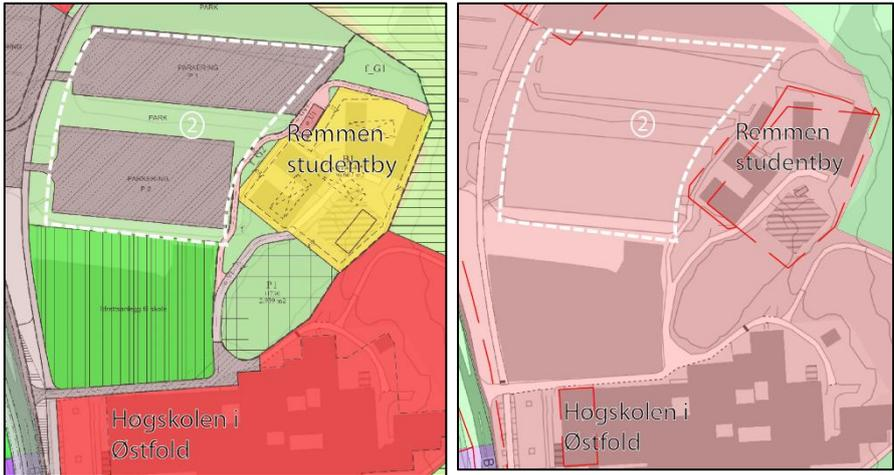 PARK
PARKERING
P 1
f_G1
PARK
2
Remmen
studentby
PARKERING
P 2
P1
Idrettsanlegg til skole
Høgskolen i
Østfold
2
Remmen
studentby
Høgskolen i
Østfold
B